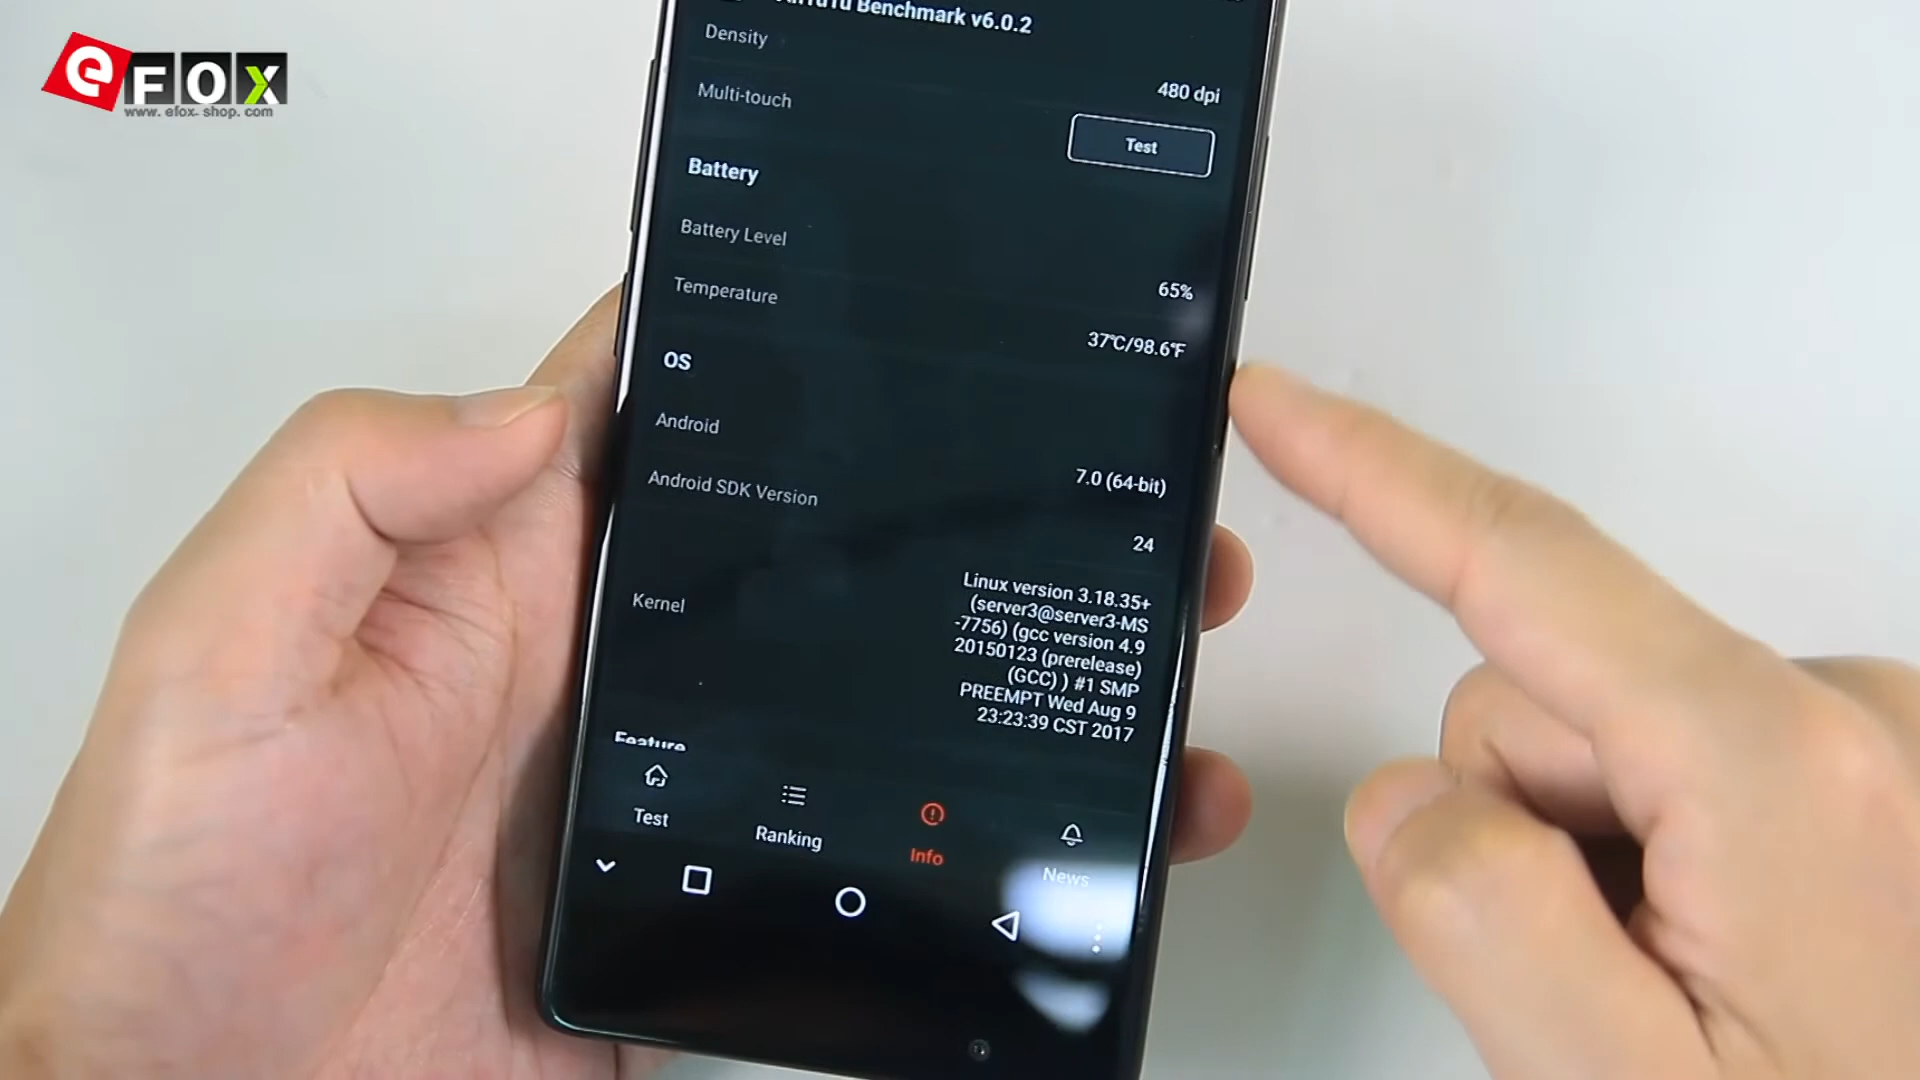 eFOX
www.efox-shop.com
AnTuTu Benchmark v6.0.2
Density
480 dpi
Multi-touch
Test
Battery
Battery Level
65%
Temperature
37℃/98.6℉
OS
Android
7.0 (64-bit)
Android SDK Version
24
Kernel
Linux version 3.18.35+
(server3@server3-MS
-7756) (gcc version 4.9
20150123 (prerelease)
(GCC) ) #1 SMP
PREEMPT Wed Aug 9
23:23:39 CST 2017
Feature
Test
Ranking
Info
News